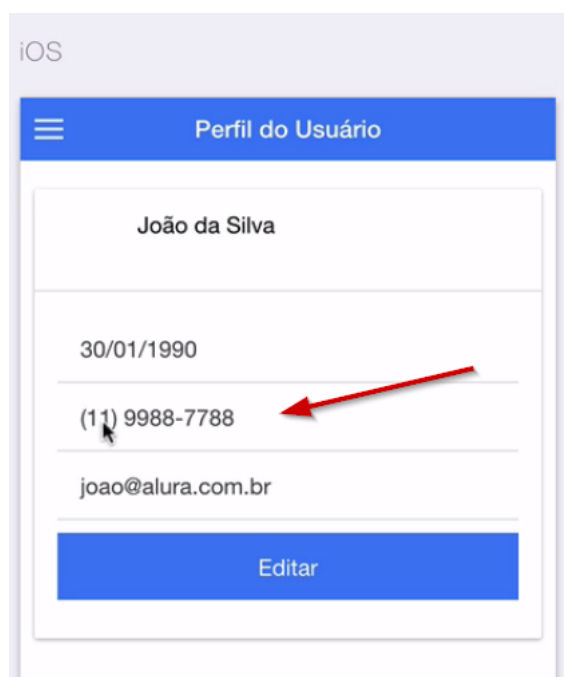 iOS
Perfil do Usuário
João da Silva
30/01/1990
(11) 9988-7788
joao@alura.com.br
Editar